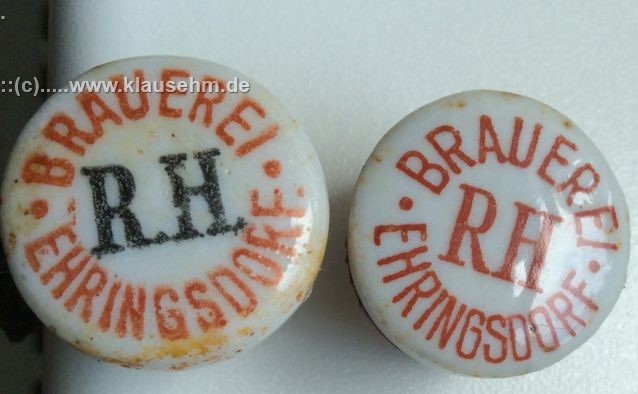 ::(c).....www.klausehm.de
· BRAUEREI ·
R.H.
EHRINGSDORF.
· BRAUEREI ·
RH
EHRINGSDORF